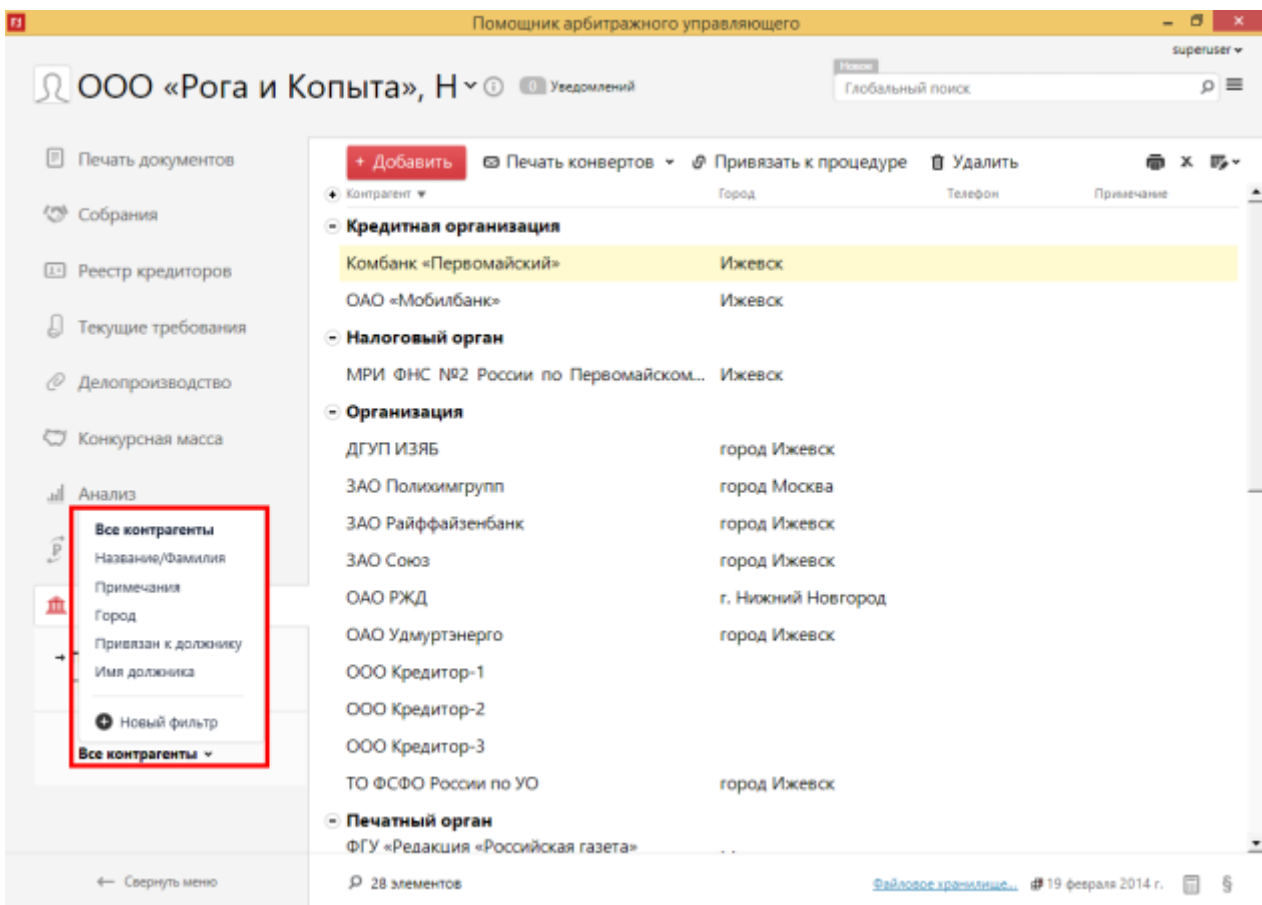 Помощник арбитражного управляющего
superuser
ООО «Рога и Копыта», Н
0 Уведомлений
Новое
Глобальный поиск
Печать документов
Собрания
Реестр кредиторов
Текущие требования
Делопроизводство
Конкурсная масса
Анализ
Все контрагенты
Название/Фамилия
Примечания
Город
Привязан к должнику
Имя должника
Новый фильтр
Все контрагенты
← Свернуть меню
+ Добавить Печать конвертов Привязать к процедуре Удалить
Контрагент Город Телефон Примечание
Кредитная организация
Комбанк «Первомайский» Ижевск
ОАО «Мобилбанк» Ижевск
Налоговый орган
МРИ ФНС №2 России по Первомайском... Ижевск
Организация
ДГУП ИЗЯБ город Ижевск
ЗАО Полихимгрупп город Москва
ЗАО Райффайзенбанк город Ижевск
ЗАО Союз город Ижевск
ОАО РЖД г. Нижний Новгород
ОАО Удмуртэнерго город Ижевск
ООО Кредитор-1
ООО Кредитор-2
ООО Кредитор-3
ТО ФСФО России по УО город Ижевск
Печатный орган
ФГУ «Редакция «Российская газета»
28 элементов
Файловое хранилище... # 19 февраля 2014 г. §